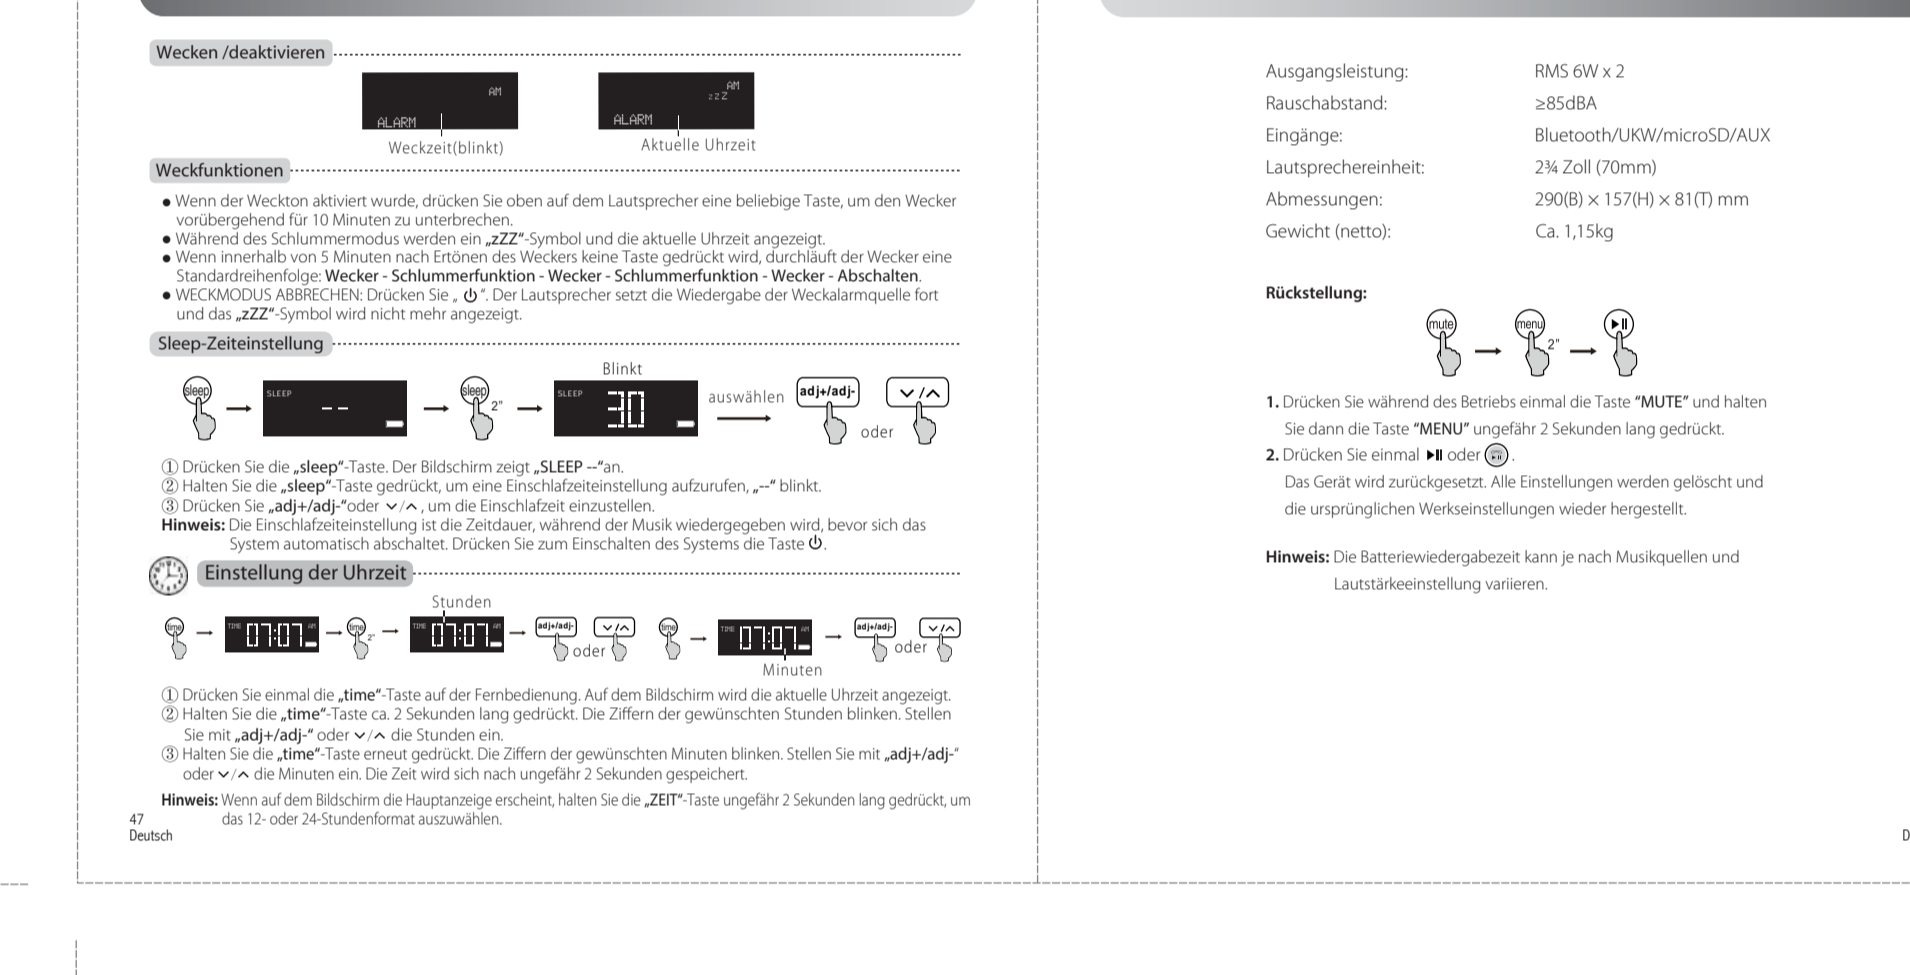 Wecken /deaktivieren
AM
ALARM
Weckzeit(blinkt)
AM
zzZ
ALARM
Aktuelle Uhrzeit
Weckfunktionen
● Wenn der Weckton aktiviert wurde, drücken Sie oben auf dem Lautsprecher eine beliebige Taste, um den Wecker
vorübergehend für 10 Minuten zu unterbrechen.
● Während des Schlummermodus werden ein „zZZ“-Symbol und die aktuelle Uhrzeit angezeigt.
● Wenn innerhalb von 5 Minuten nach Ertönen des Weckers keine Taste gedrückt wird, durchläuft der Wecker eine
Standardreihenfolge: Wecker - Schlummerfunktion - Wecker - Schlummerfunktion - Wecker - Abschalten.
● WECKMODUS ABBRECHEN: Drücken Sie „ ⏻ “. Der Lautsprecher setzt die Wiedergabe der Weckalarmquelle fort
und das „zZZ“-Symbol wird nicht mehr angezeigt.
Sleep-Zeiteinstellung
sleep
SLEEP
--
sleep
2”
Blinkt
SLEEP
30
auswählen
adj+/adj-
oder
∨/∧
① Drücken Sie die „sleep“-Taste. Der Bildschirm zeigt „SLEEP --“an.
② Halten Sie die „sleep“-Taste gedrückt, um eine Einschlafzeiteinstellung aufzurufen, „--“ blinkt.
③ Drücken Sie „adj+/adj-“oder ∨/∧ , um die Einschlafzeit einzustellen.
Hinweis: Die Einschlafzeiteinstellung ist die Zeitdauer, während der Musik wiedergegeben wird, bevor sich das
System automatisch abschaltet. Drücken Sie zum Einschalten des Systems die Taste ⏻.
Einstellung der Uhrzeit
time
TIME 07:07 AM
time
2”
Stunden
TIME 07:07 AM
adj+/adj-
oder
∨/∧
time
TIME 07:07 AM
Minuten
adj+/adj-
oder
∨/∧
① Drücken Sie einmal die „time“-Taste auf der Fernbedienung. Auf dem Bildschirm wird die aktuelle Uhrzeit angezeigt.
② Halten Sie die „time“-Taste ca. 2 Sekunden lang gedrückt. Die Ziffern der gewünschten Stunden blinken. Stellen
Sie mit „adj+/adj-“ oder ∨/∧ die Stunden ein.
③ Halten Sie die „time“-Taste erneut gedrückt. Die Ziffern der gewünschten Minuten blinken. Stellen Sie mit „adj+/adj-“
oder ∨/∧ die Minuten ein. Die Zeit wird sich nach ungefähr 2 Sekunden gespeichert.
Hinweis: Wenn auf dem Bildschirm die Hauptanzeige erscheint, halten Sie die „ZEIT“-Taste ungefähr 2 Sekunden lang gedrückt, um
das 12- oder 24-Stundenformat auszuwählen.
47
Deutsch
Ausgangsleistung: RMS 6W x 2
Rauschabstand: ≥85dBA
Eingänge: Bluetooth/UKW/microSD/AUX
Lautsprechereinheit: 2¾ Zoll (70mm)
Abmessungen: 290(B) × 157(H) × 81(T) mm
Gewicht (netto): Ca. 1,15kg
Rückstellung:
mute
menu
2”
▶II
1. Drücken Sie während des Betriebs einmal die Taste “MUTE” und halten
Sie dann die Taste “MENU” ungefähr 2 Sekunden lang gedrückt.
2. Drücken Sie einmal ▶II oder .
Das Gerät wird zurückgesetzt. Alle Einstellungen werden gelöscht und
die ursprünglichen Werkseinstellungen wieder hergestellt.
Hinweis: Die Batteriewiedergabezeit kann je nach Musikquellen und
Lautstärkeeinstellung variieren.
D